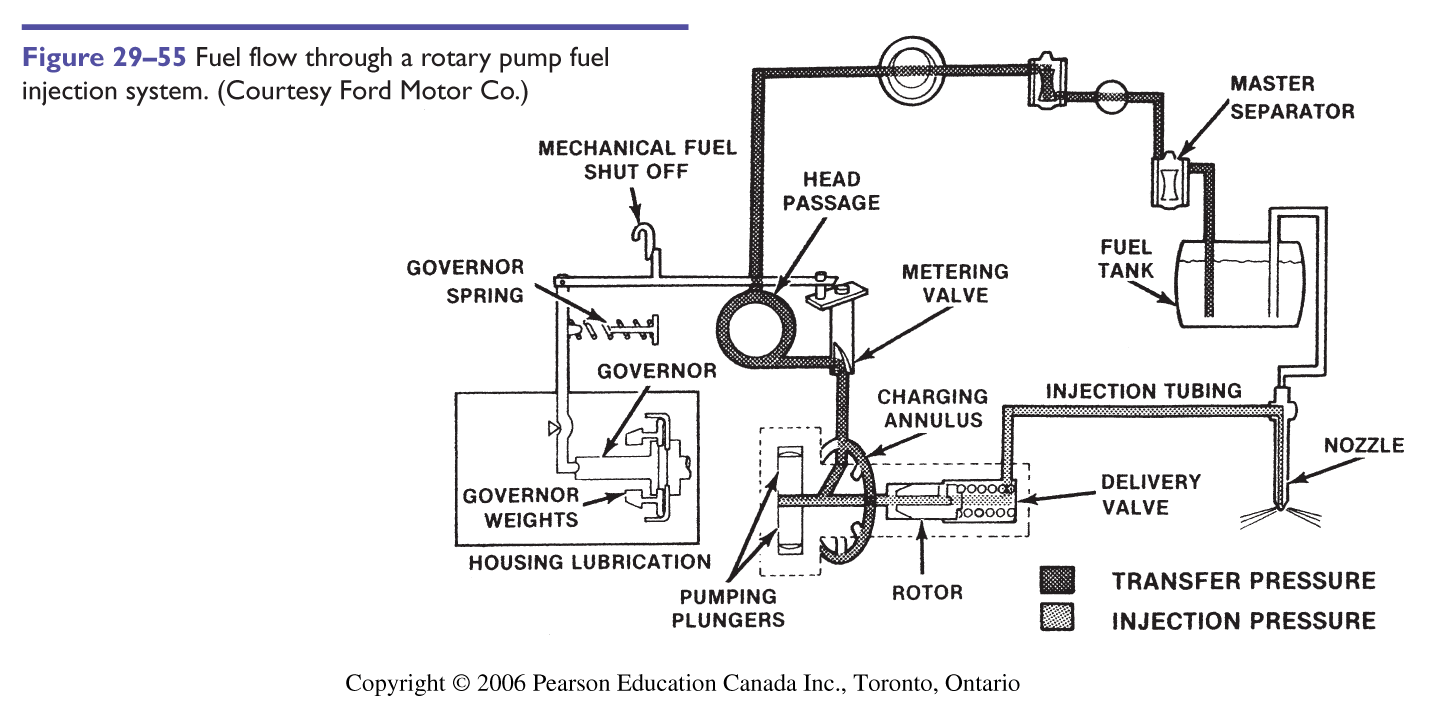 Figure 29–55 Fuel flow through a rotary pump fuel
injection system. (Courtesy Ford Motor Co.)
MASTER
SEPARATOR
MECHANICAL FUEL
SHUT OFF
HEAD
PASSAGE
FUEL
TANK
GOVERNOR
SPRING
METERING
VALVE
GOVERNOR
CHARGING
ANNULUS
INJECTION TUBING
NOZZLE
GOVERNOR
WEIGHTS
DELIVERY
VALVE
HOUSING LUBRICATION
PUMPING
PLUNGERS
ROTOR
TRANSFER PRESSURE
INJECTION PRESSURE
Copyright © 2006 Pearson Education Canada Inc., Toronto, Ontario